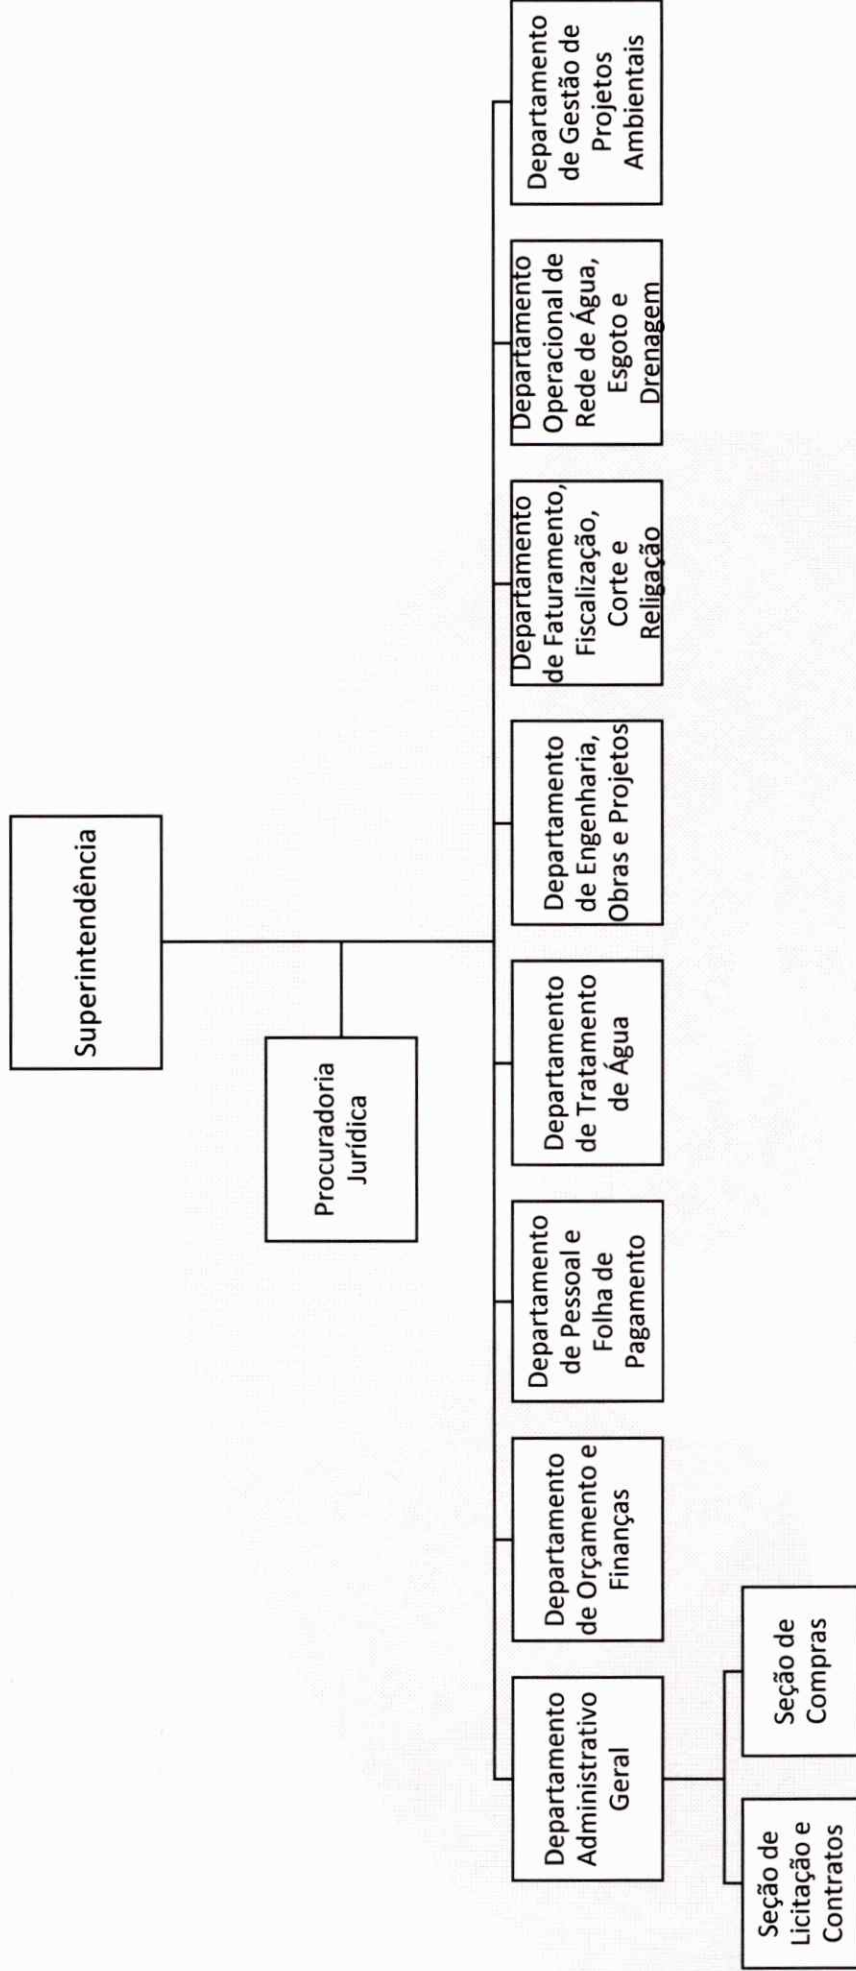 Superintendência
Procuradoria
Jurídica
Departamento
Administrativo
Geral
Departamento
de Orçamento e
Finanças
Departamento
de Pessoal e
Folha de
Pagamento
Departamento
de Tratamento
de Água
Departamento
de Engenharia,
Obras e Projetos
Departamento
de Faturamento,
Fiscalização,
Corte e
Religação
Departamento
Operacional de
Rede de Água,
Esgoto e
Drenagem
Departamento
de Gestão de
Projetos
Ambientais
Seção de
Licitação e
Contratos
Seção de
Compras